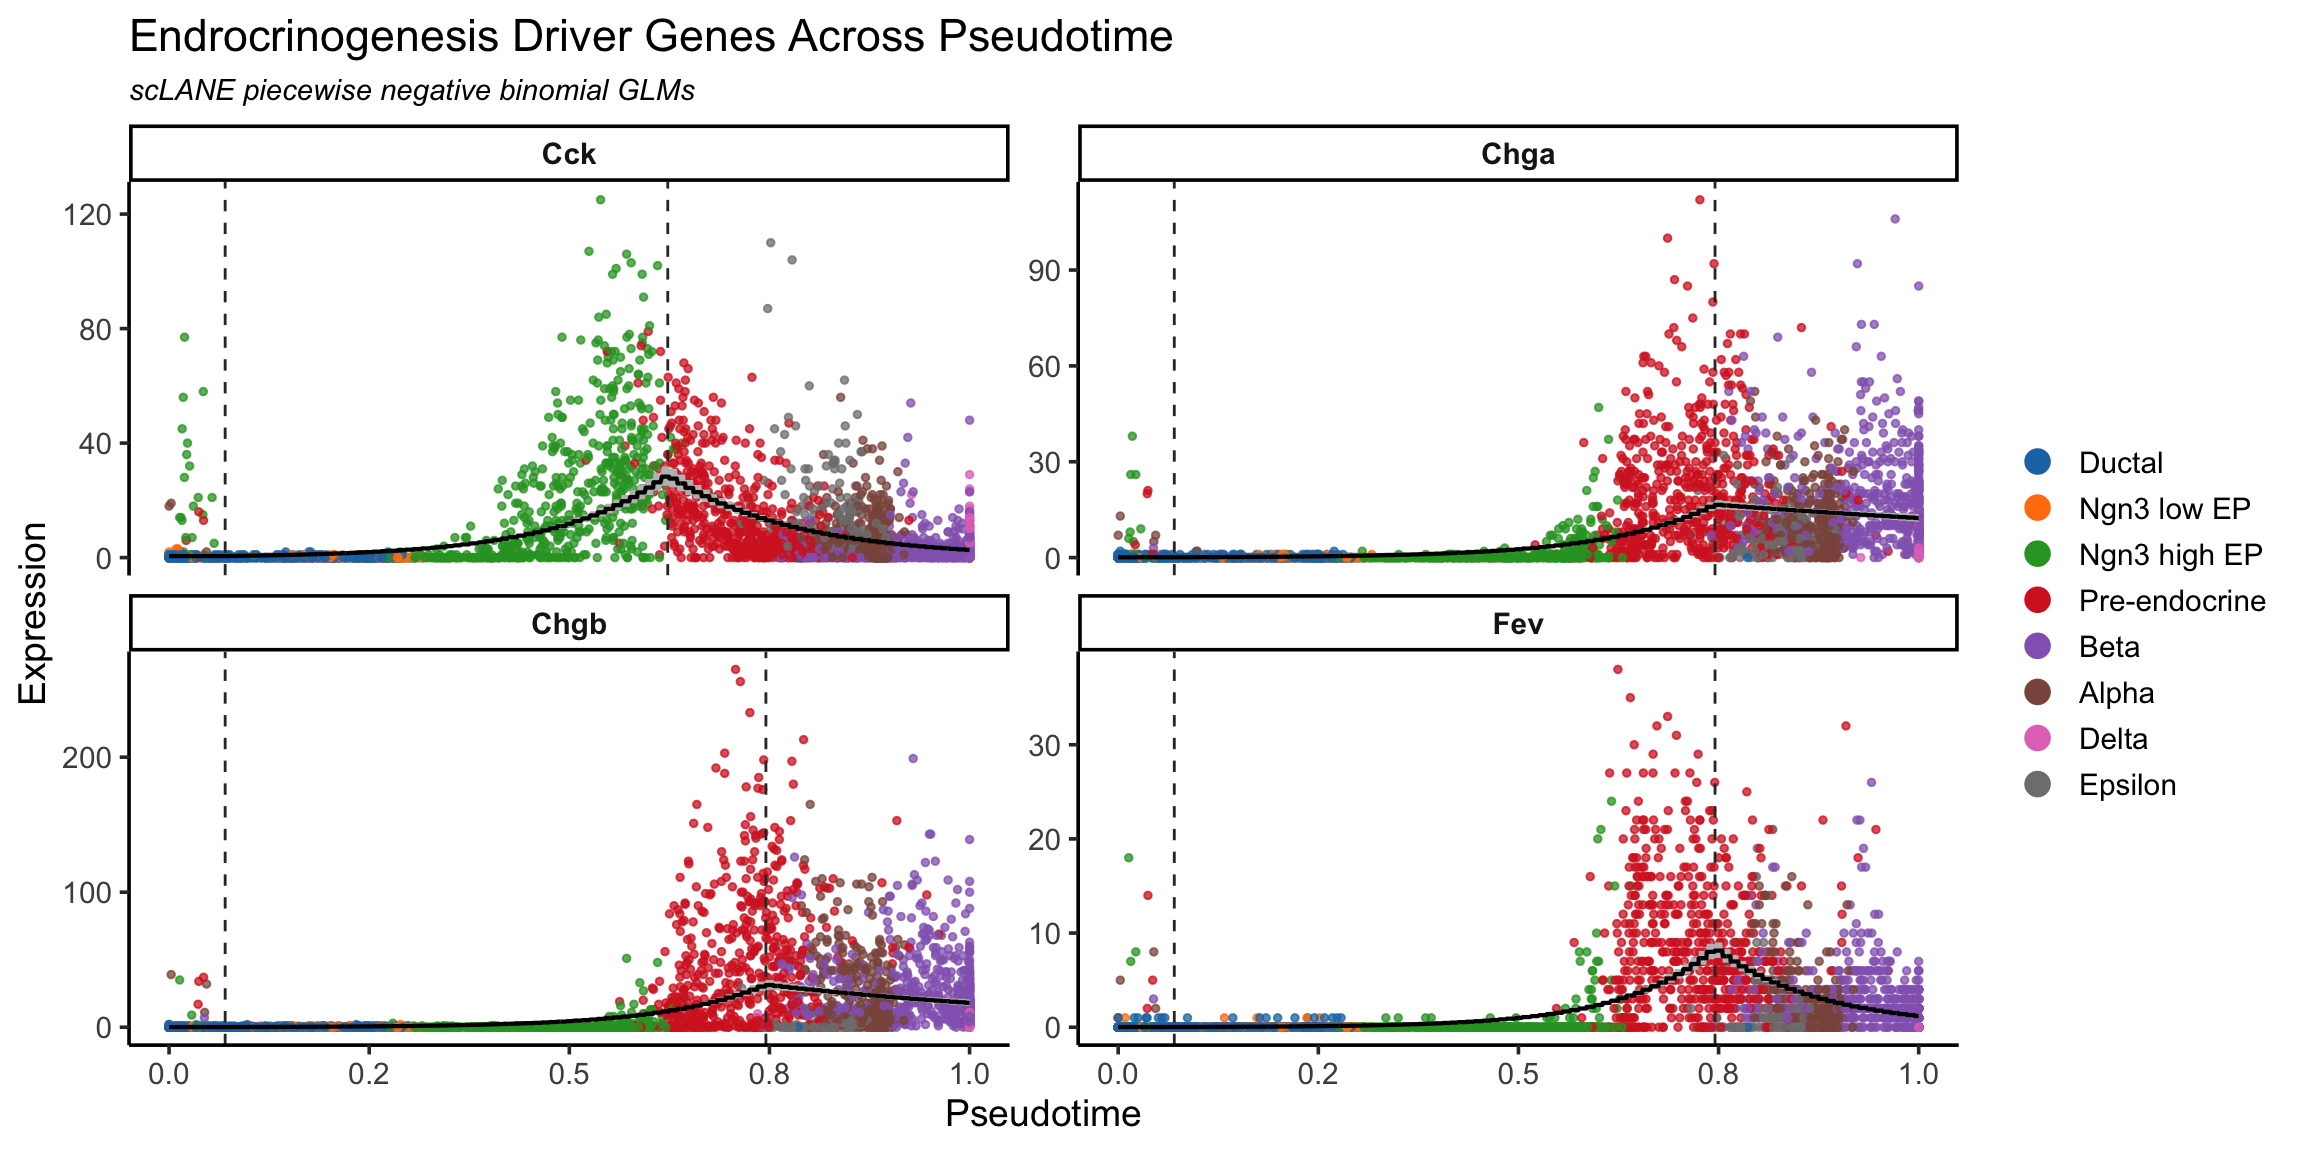 Endrocrinogenesis Driver Genes Across Pseudotime
scLANE piecewise negative binomial GLMs
Cck
Chga
120
80
40
0
90
60
30
0
Chgb
Fev
200
100
0
30
20
10
0
0.0 0.2 0.5 0.8 1.0
0.0 0.2 0.5 0.8 1.0
Expression
Pseudotime
Ductal
Ngn3 low EP
Ngn3 high EP
Pre-endocrine
Beta
Alpha
Delta
Epsilon